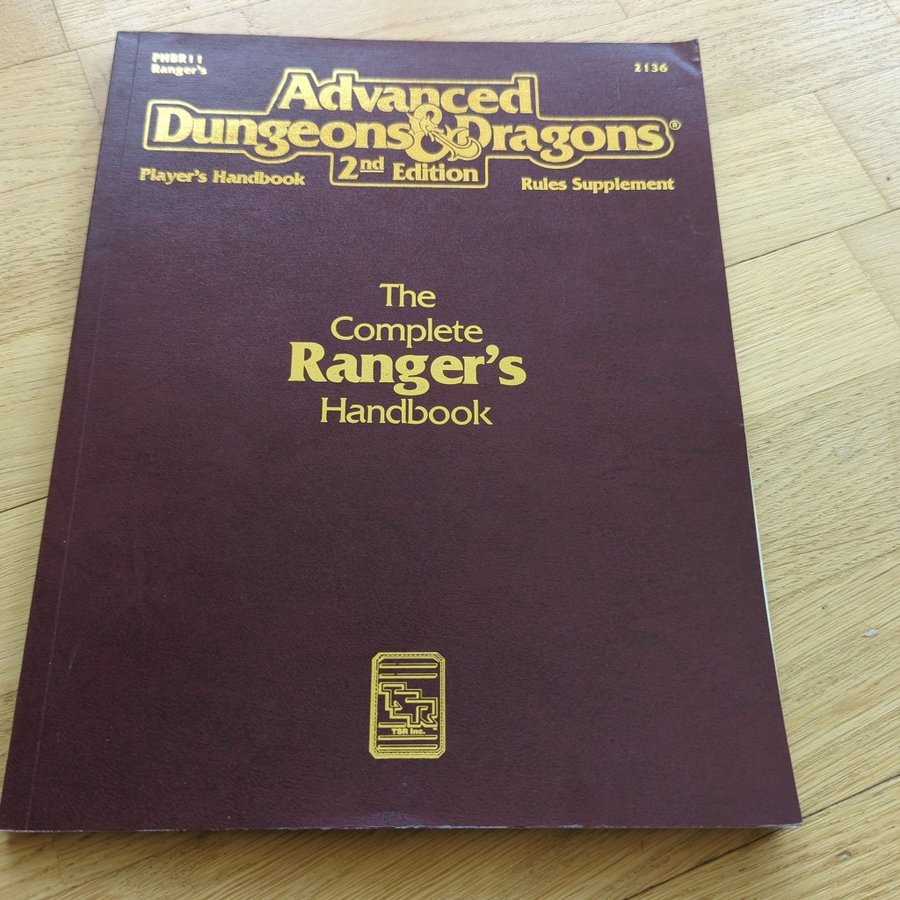 PHBR11
Ranger's
2136
Advanced
Dungeons & Dragons®
2nd Edition
Player's Handbook
Rules Supplement
The
Complete
Ranger's
Handbook
TSR
TSR Inc.